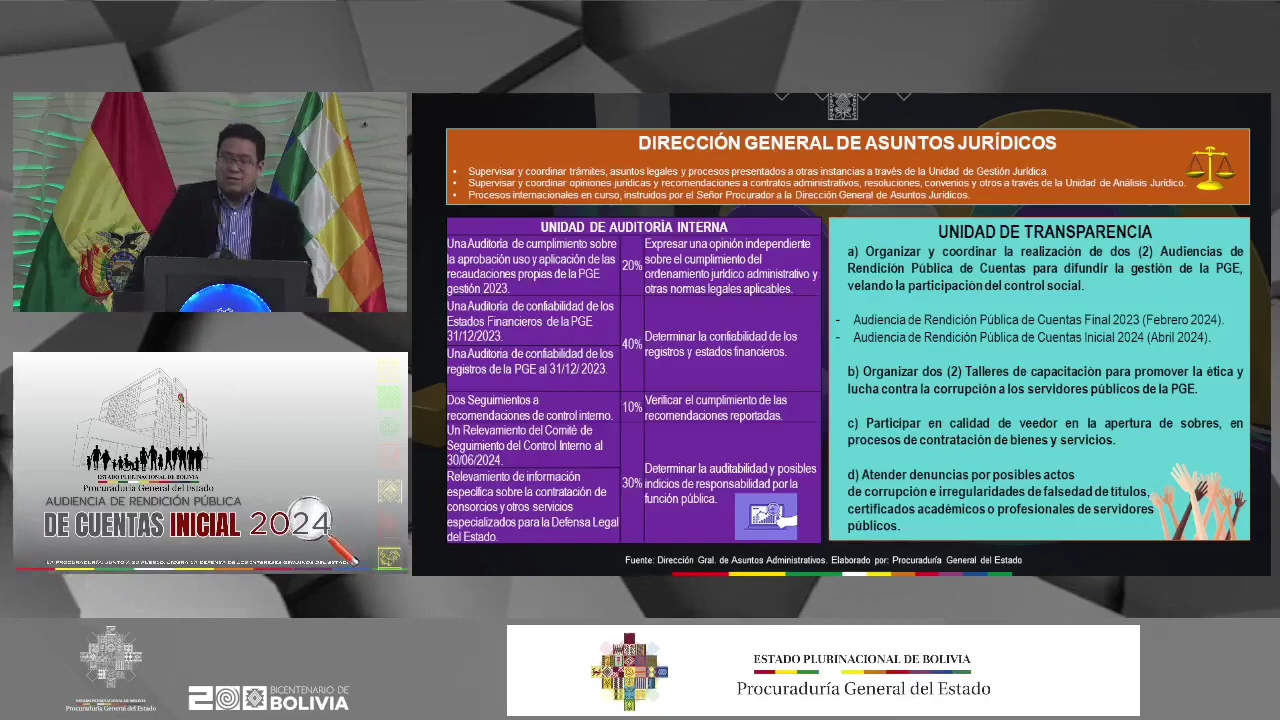 DIRECCIÓN GENERAL DE ASUNTOS JURÍDICOS
• Supervisar y coordinar trámites, asuntos legales y procesos presentados a otras instancias a través de la Unidad de Gestión Jurídica.
• Supervisar y coordinar opiniones jurídicas y recomendaciones a contratos administrativos, resoluciones, convenios y otros a través de la Unidad de Análisis Jurídico.
• Procesos internacionales en curso, instruidos por el Señor Procurador a la Dirección General de Asuntos Jurídicos.
UNIDAD DE AUDITORÌA INTERNA
Una Auditoria de cumplimiento sobre
la aprobación uso y aplicación de las
recaudaciones propias de la PGE
gestión 2023.
20%
Expresar una opinión independiente
sobre el cumplimiento del
ordenamiento jurídico administrativo y
otras normas legales aplicables.
Una Auditoria de confiabilidad de los
Estados Financieros de la PGE
31/12/2023.
Una Auditoria de confiabilidad de los
registros de la PGE al 31/12/ 2023.
40%
Determinar la confiabilidad de los
registros y estados financieros.
Dos Seguimientos a
recomendaciones de control interno.
10%
Verificar el cumplimiento de las
recomendaciones reportadas.
Un Relevamiento del Comité de
Seguimiento del Control Interno al
30/06/2024.
Relevamiento de información
especifica sobre la contratación de
consorcios y otros servicios
especializados para la Defensa Legal
del Estado.
30%
Determinar la auditabilidad y posibles
indicios de responsabilidad por la
función pública.
UNIDAD DE TRANSPARENCIA
a) Organizar y coordinar la realización de dos (2) Audiencias de
Rendición Pública de Cuentas para difundir la gestión de la PGE,
velando la participación del control social.
- Audiencia de Rendición Pública de Cuentas Final 2023 (Febrero 2024).
- Audiencia de Rendición Pública de Cuentas Inicial 2024 (Abril 2024).
b) Organizar dos (2) Talleres de capacitación para promover la ética y
lucha contra la corrupción a los servidores públicos de la PGE.
c) Participar en calidad de veedor en la apertura de sobres, en
procesos de contratación de bienes y servicios.
d) Atender denuncias por posibles actos
de corrupción e irregularidades de falsedad de títulos,
certificados académicos o profesionales de servidores
públicos.
Fuente: Dirección Gral. de Asuntos Administrativos. Elaborado por: Procuraduría General del Estado
ESTADO PLURINACIONAL DE BOLIVIA
Procuraduría General del Estado
AUDIENCIA DE RENDICIÓN PÚBLICA
DE CUENTAS INICIAL 2024
Procuraduría General del Estado
200
BICENTENARIO DE
BOLIVIA
ESTADO PLURINACIONAL DE BOLIVIA
Procuraduría General del Estado